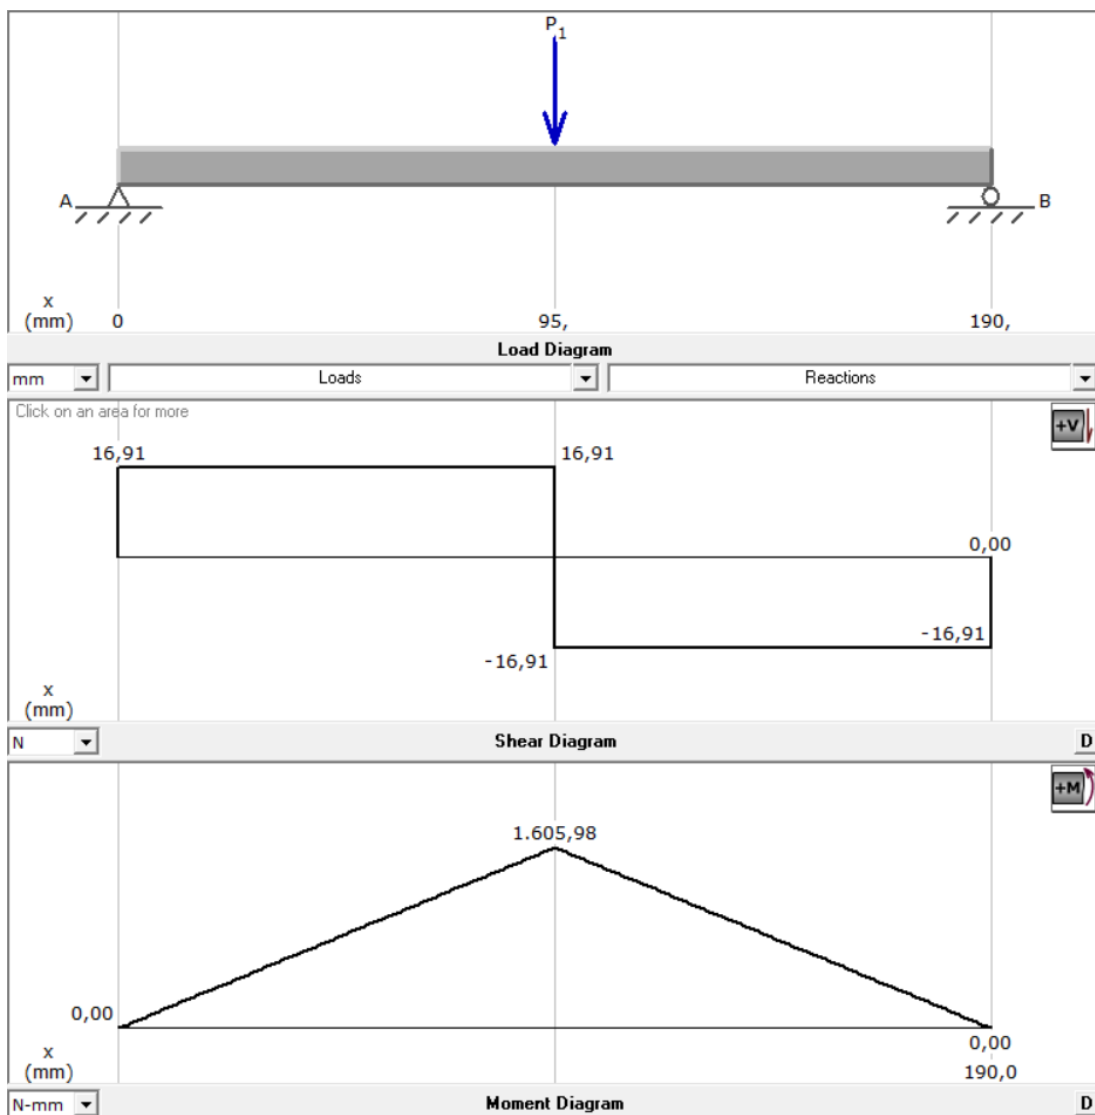 P1
A
B
x
(mm) 0 95, 190,
Load Diagram
mm Loads Reactions
Click on an area for more
+V
16,91 16,91
0,00
-16,91
-16,91
x
(mm)
N Shear Diagram D
+M
1.605,98
0,00
0,00
x
(mm) 190,0
N-mm Moment Diagram D